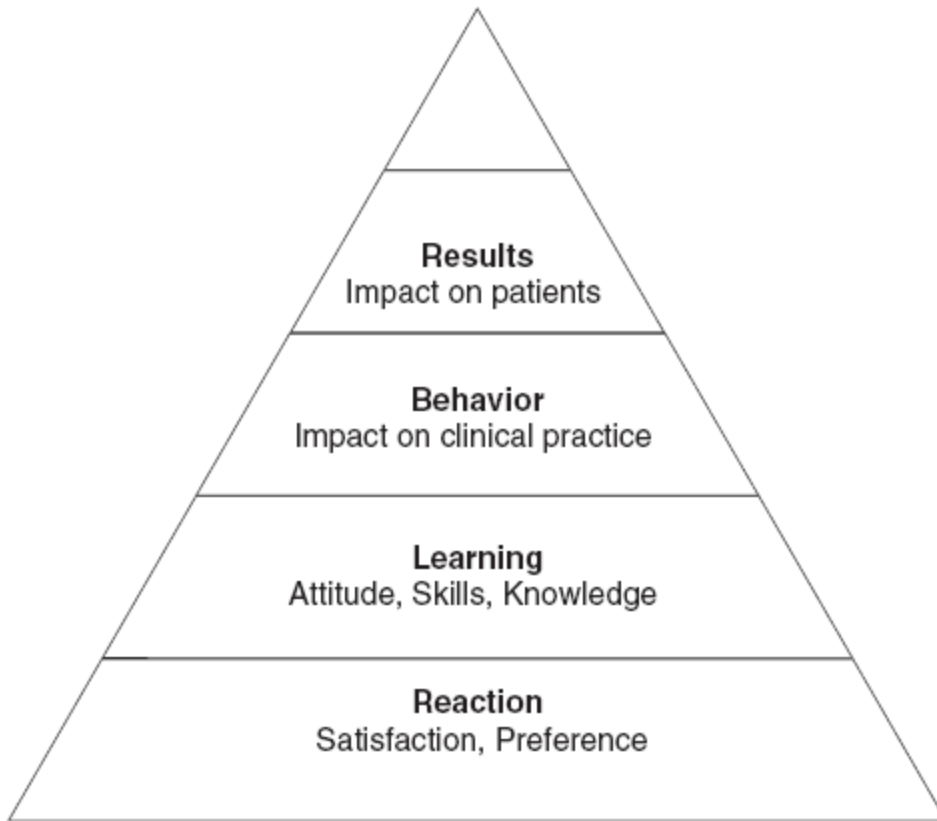 Results
Impact on patients
Behavior
Impact on clinical practice
Learning
Attitude, Skills, Knowledge
Reaction
Satisfaction, Preference